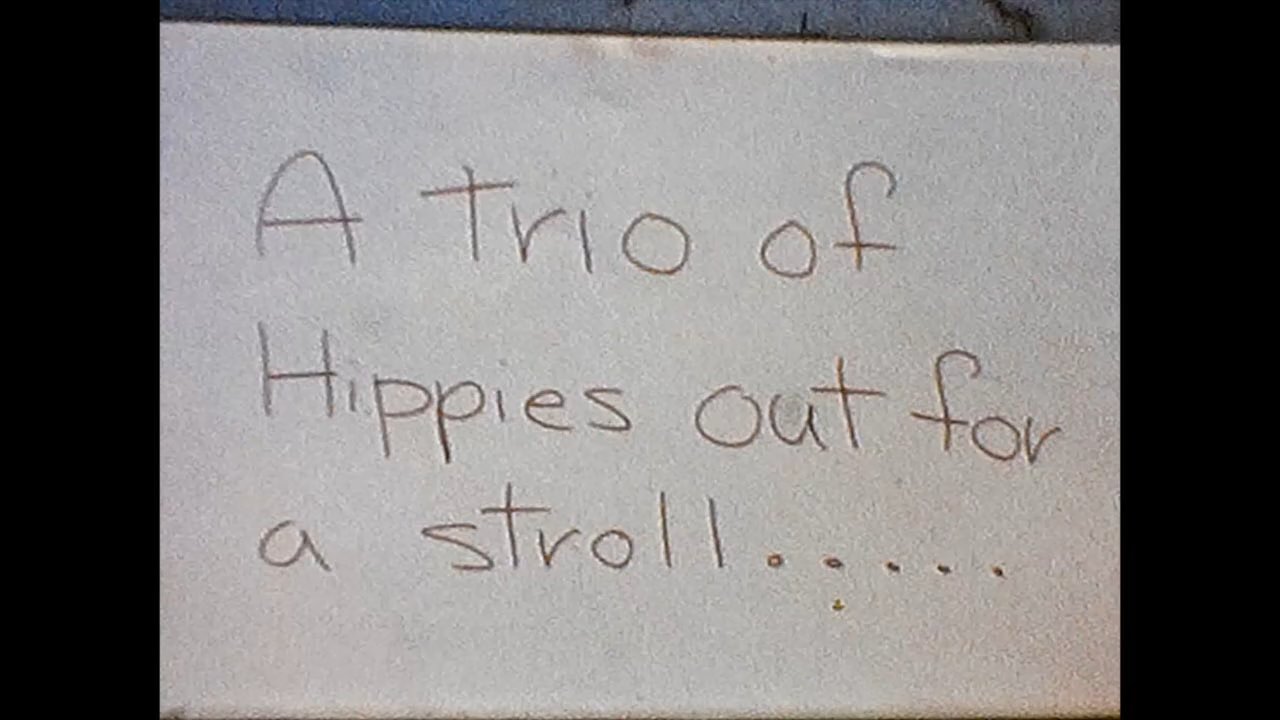 A Trio of
Hippies out for
a stroll.....